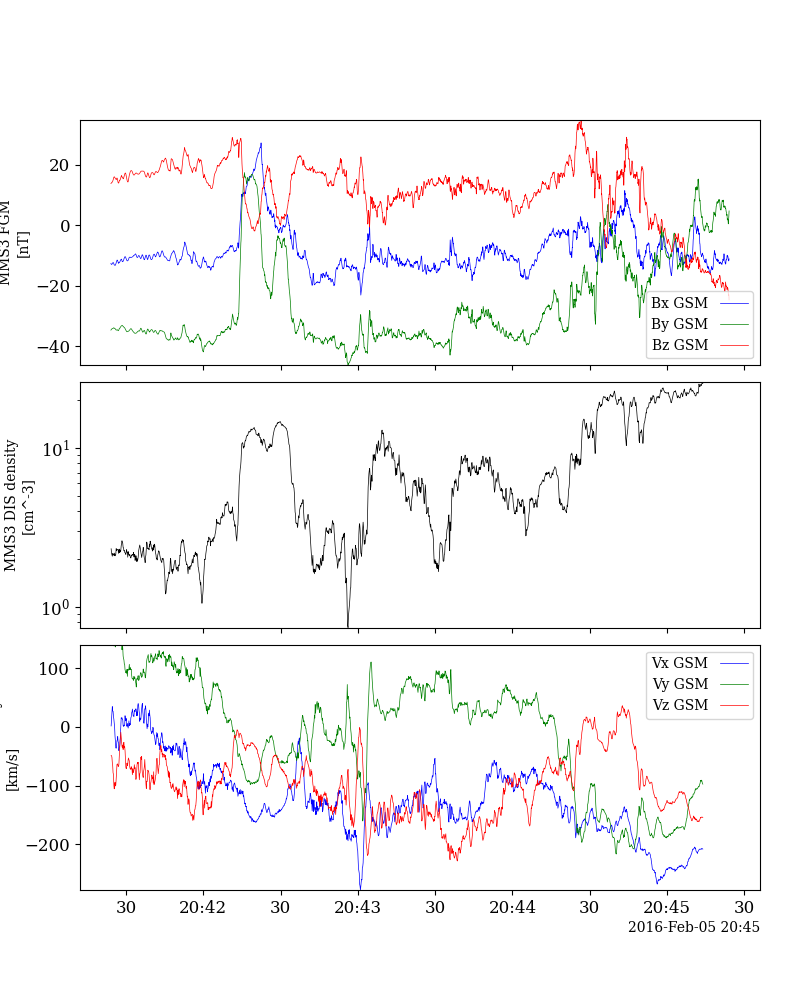 MMS3 FGM
[nT]
20
0
−20
−40
Bx GSM
By GSM
Bz GSM
MMS3 DIS density
[cm^-3]
10^1
10^0
[km/s]
100
0
−100
−200
Vx GSM
Vy GSM
Vz GSM
30 20:42 30 20:43 30 20:44 30 20:45 30
2016-Feb-05 20:45